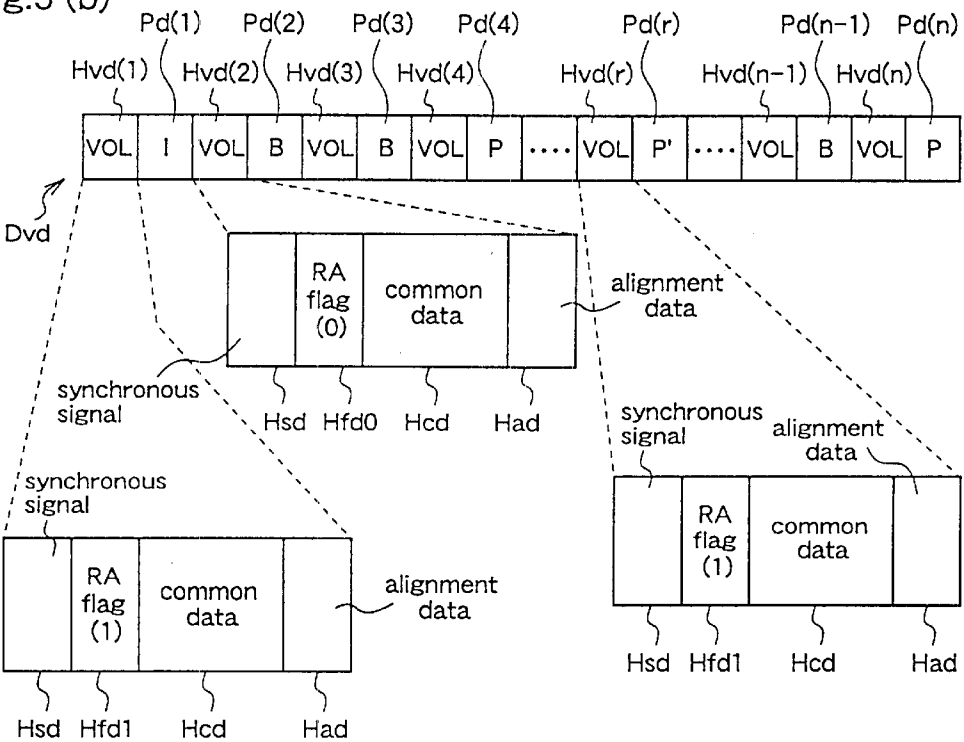 g.5 (b)
Pd(1) Pd(2) Pd(3) Pd(4) Pd(r) Pd(n-1) Pd(n)
Hvd(1) Hvd(2) Hvd(3) Hvd(4) Hvd(r) Hvd(n-1) Hvd(n)
VOL I VOL B VOL B VOL P ···· VOL P' ···· VOL B VOL P
Dvd
RA flag (0)
common data
alignment data
synchronous signal
Hsd Hfd0 Hcd Had
synchronous signal
alignment data
RA flag (1)
common data
Hsd Hfd1 Hcd Had
synchronous signal
RA flag (1)
common data
alignment data
Hsd Hfd1 Hcd Had